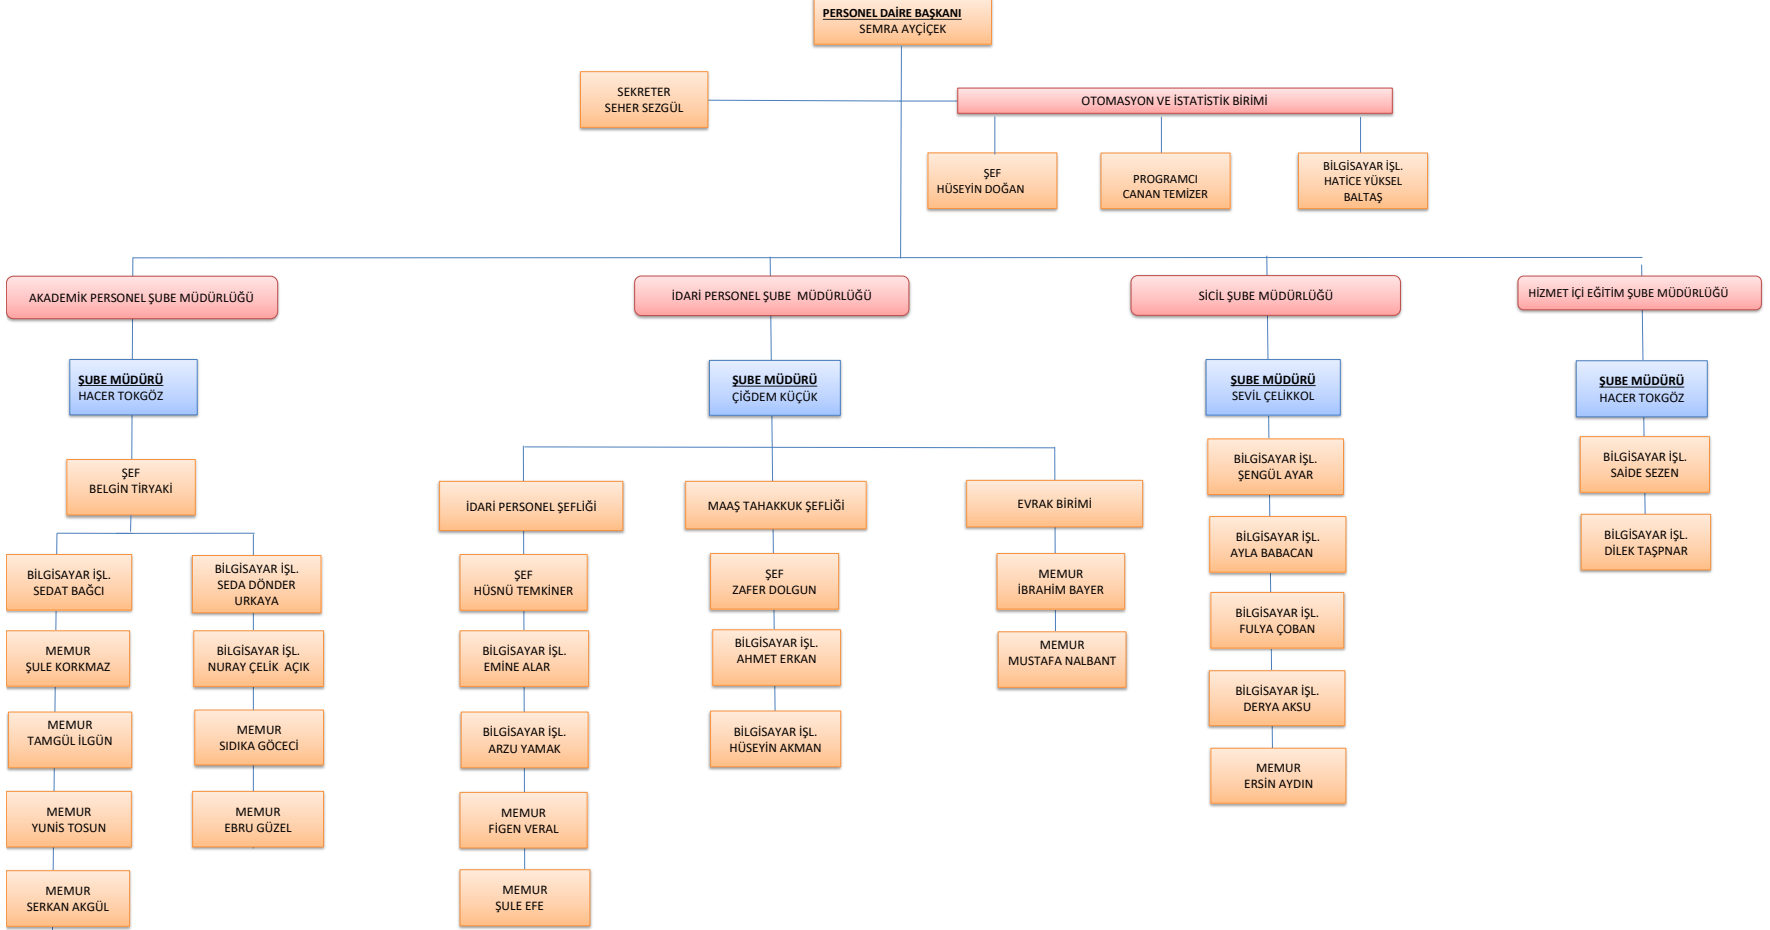 PERSONEL DAİRE BAŞKANI
SEMRA AYÇİÇEK
SEKRETER
SEHER SEZGÜL
OTOMASYON VE İSTATİSTİK BİRİMİ
ŞEF
HÜSEYİN DOĞAN
PROGRAMCI
CANAN TEMİZER
BİLGİSAYAR İŞL.
HATİCE YÜKSEL
BALTAŞ
AKADEMİK PERSONEL ŞUBE MÜDÜRLÜĞÜ
ŞUBE MÜDÜRÜ
HACER TOKGÖZ
ŞEF
BELGİN TİRYAKİ
BİLGİSAYAR İŞL.
SEDAT BAĞCI
MEMUR
ŞULE KORKMAZ
MEMUR
TAMGÜL İLGÜN
MEMUR
YUNİS TOSUN
MEMUR
SERKAN AKGÜL
BİLGİSAYAR İŞL.
SEDA DÖNDER
URKAYA
BİLGİSAYAR İŞL.
NURAY ÇELİK  AÇIK
MEMUR
SIDIKA GÖCECİ
MEMUR
EBRU GÜZEL
İDARİ PERSONEL ŞUBE  MÜDÜRLÜĞÜ
ŞUBE MÜDÜRÜ
ÇİĞDEM KÜÇÜK
İDARİ PERSONEL ŞEFLİĞİ
ŞEF
HÜSNÜ TEMKİNER
BİLGİSAYAR İŞL.
EMİNE ALAR
BİLGİSAYAR İŞL.
ARZU YAMAK
MEMUR
FİGEN VERAL
MEMUR
ŞULE EFE
MAAŞ TAHAKKUK ŞEFLİĞİ
ŞEF
ZAFER DOLGUN
BİLGİSAYAR İŞL.
AHMET ERKAN
BİLGİSAYAR İŞL.
HÜSEYİN AKMAN
EVRAK BİRİMİ
MEMUR
İBRAHİM BAYER
MEMUR
MUSTAFA NALBANT
SİCİL ŞUBE MÜDÜRLÜĞÜ
ŞUBE MÜDÜRÜ
SEVİL ÇELİKKOL
BİLGİSAYAR İŞL.
ŞENGÜL AYAR
BİLGİSAYAR İŞL.
AYLA BABACAN
BİLGİSAYAR İŞL.
FULYA ÇOBAN
BİLGİSAYAR İŞL.
DERYA AKSU
MEMUR
ERSİN AYDIN
HİZMET İÇİ EĞİTİM ŞUBE MÜDÜRLÜĞÜ
ŞUBE MÜDÜRÜ
HACER TOKGÖZ
BİLGİSAYAR İŞL.
SAİDE SEZEN
BİLGİSAYAR İŞL.
DİLEK TAŞPNAR